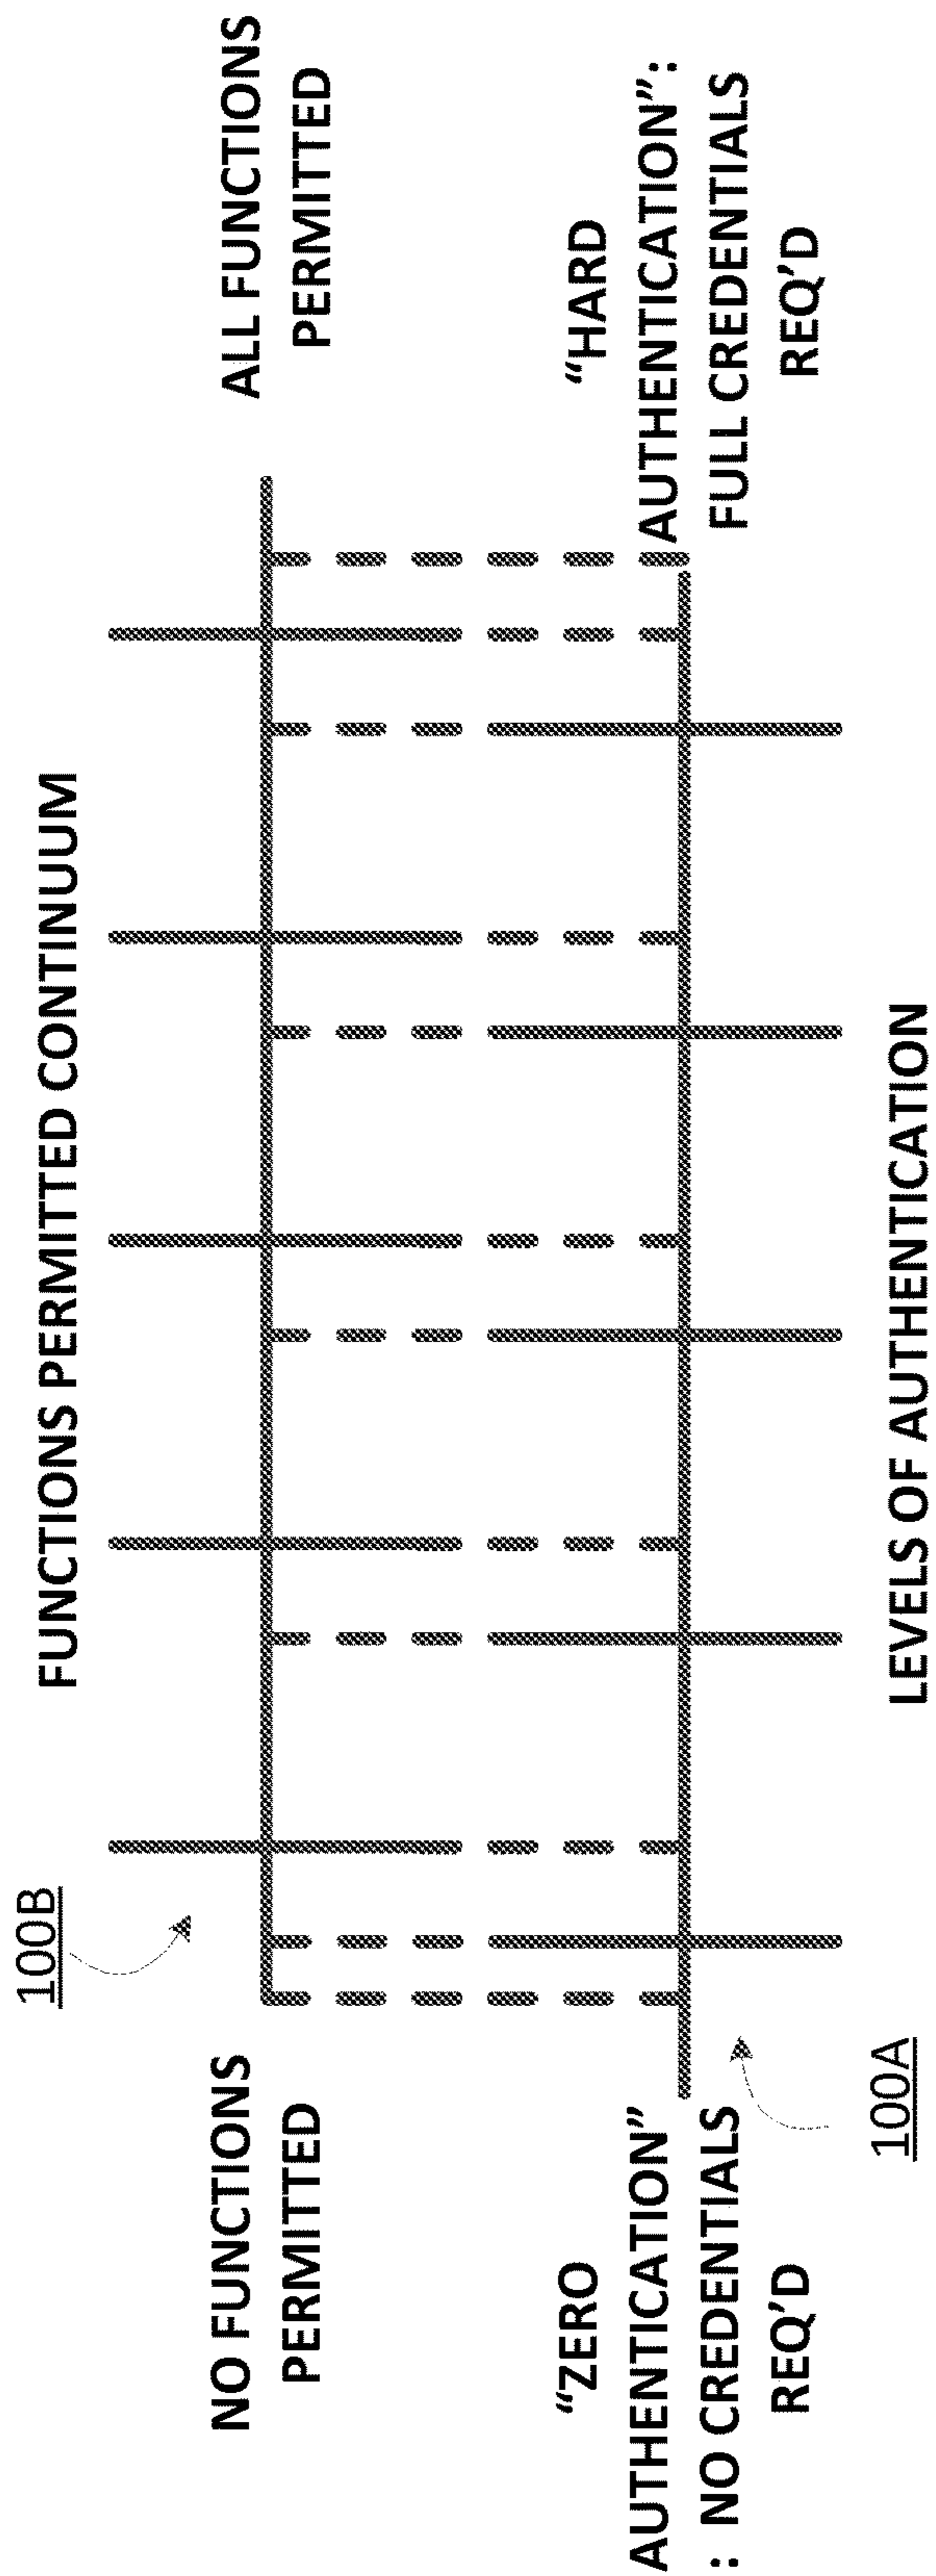 100B
FUNCTIONS PERMITTED CONTINUUM
NO FUNCTIONS
PERMITTED
ALL FUNCTIONS
PERMITTED
“ZERO
AUTHENTICATION”
: NO CREDENTIALS
REQ’D
“HARD
AUTHENTICATION”:
FULL CREDENTIALS
REQ’D
100A
LEVELS OF AUTHENTICATION